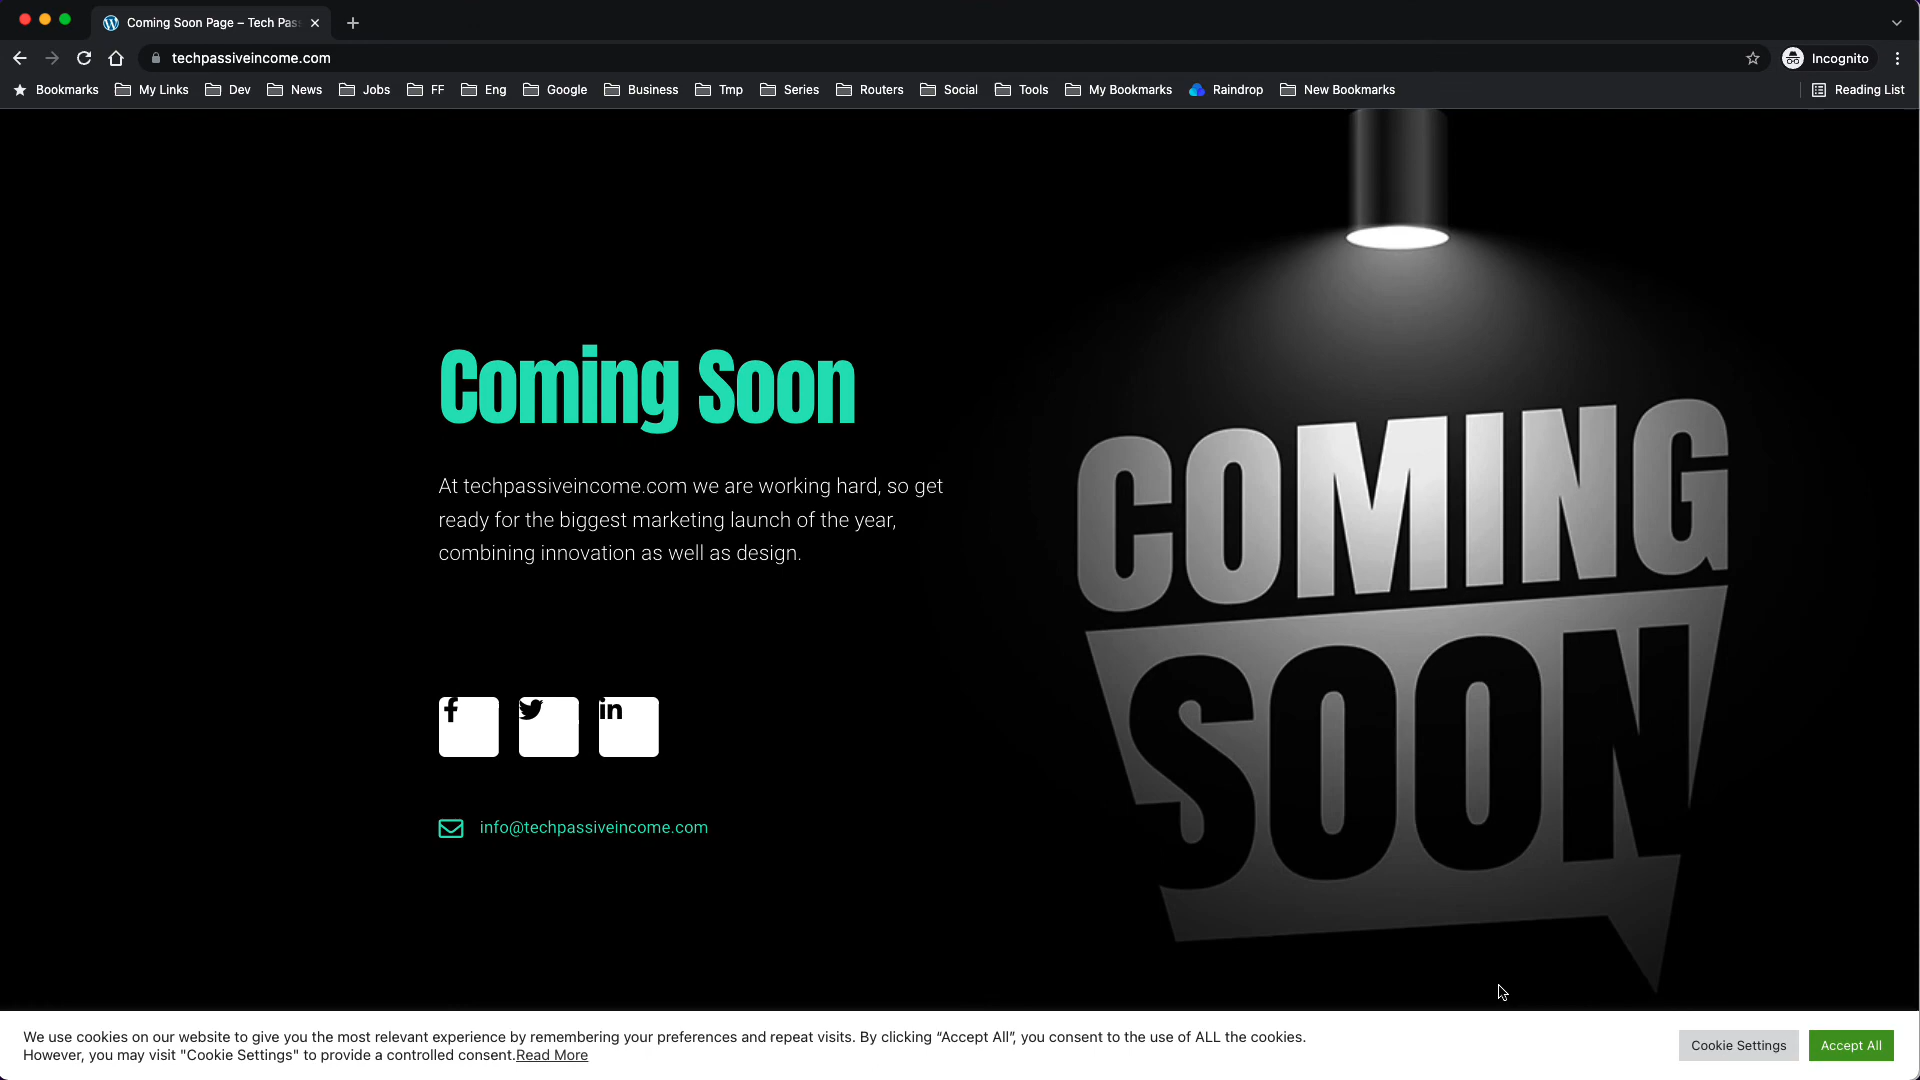 Coming Soon Page – Tech Pas
techpassiveincome.com
Incognito
Bookmarks My Links Dev News Jobs FF Eng Google Business Tmp Series Routers Social Tools My Bookmarks Raindrop New Bookmarks Reading List
Coming Soon
At techpassiveincome.com we are working hard, so get
ready for the biggest marketing launch of the year,
combining innovation as well as design.
info@techpassiveincome.com
COMING
SOON
We use cookies on our website to give you the most relevant experience by remembering your preferences and repeat visits. By clicking “Accept All”, you consent to the use of ALL the cookies.
However, you may visit "Cookie Settings" to provide a controlled consent.Read More
Cookie Settings
Accept All